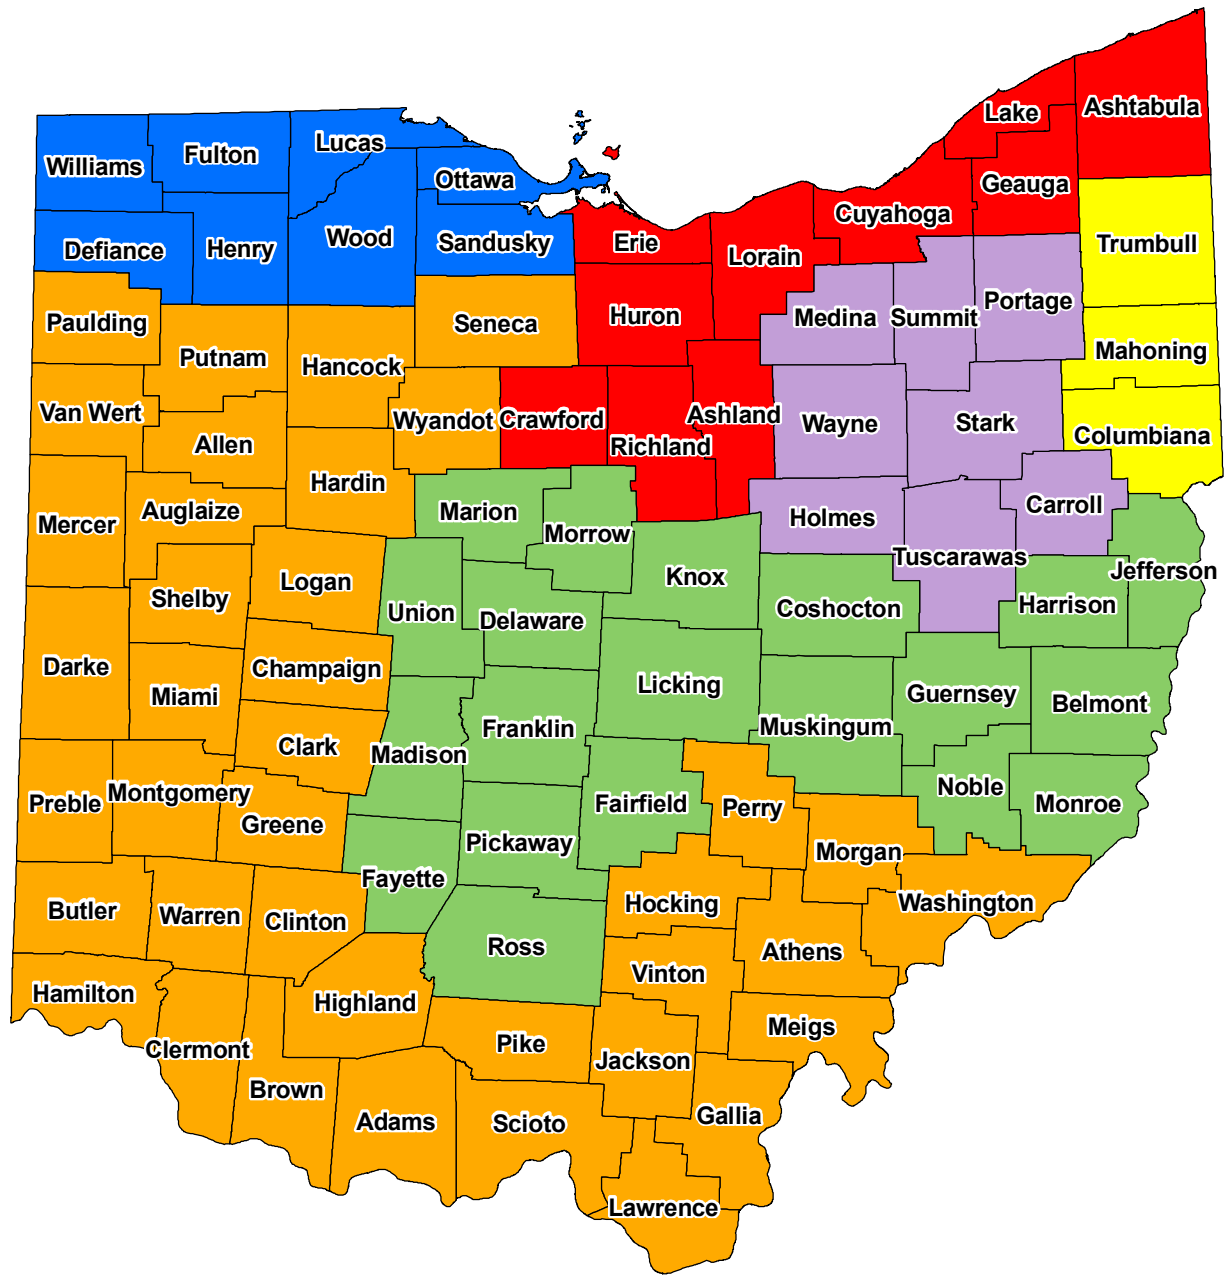 Lake
Ashtabula
Williams
Fulton
Lucas
Ottawa
Geauga
Cuyahoga
Defiance
Henry
Wood
Sandusky
Erie
Lorain
Trumbull
Paulding
Seneca
Huron
Medina
Summit
Portage
Putnam
Hancock
Mahoning
Van Wert
Wyandot
Crawford
Ashland
Wayne
Stark
Columbiana
Allen
Richland
Hardin
Mercer
Auglaize
Marion
Morrow
Holmes
Carroll
Tuscarawas
Jefferson
Logan
Knox
Shelby
Union
Delaware
Coshocton
Harrison
Darke
Champaign
Miami
Licking
Guernsey
Belmont
Clark
Madison
Franklin
Muskingum
Preble
Montgomery
Greene
Fairfield
Perry
Noble
Monroe
Pickaway
Morgan
Fayette
Butler
Warren
Clinton
Hocking
Washington
Ross
Athens
Hamilton
Highland
Vinton
Clermont
Pike
Jackson
Meigs
Brown
Adams
Scioto
Gallia
Lawrence